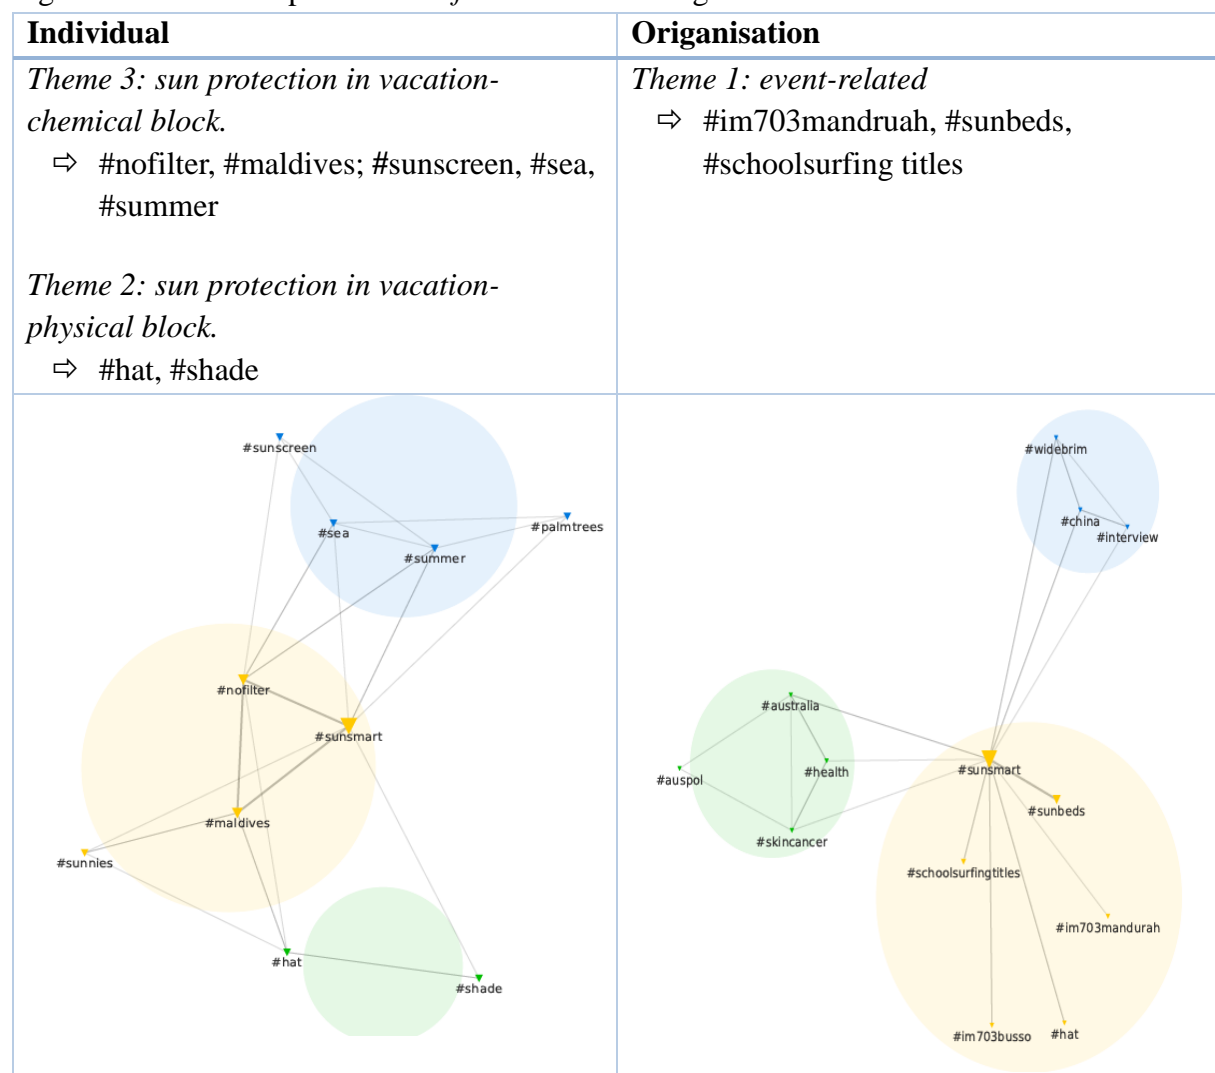 Individual
Origanisation
Theme 3: sun protection in vacation-
chemical block.
⇨ #nofilter, #maldives; #sunscreen, #sea,
#summer
Theme 2: sun protection in vacation-
physical block.
⇨ #hat, #shade
Theme 1: event-related
⇨ #im703mandruah, #sunbeds,
#schoolsurfing titles
#sunscreen
#sea
#palmtrees
#summer
#nofilter
#sunsmart
#maldives
#sunnies
#hat
#shade
#widebrim
#china
#interview
#australia
#auspol
#health
#skincancer
#sunsmart
#sunbeds
#schoolsurfingtitles
#im703mandurah
#im703busso
#hat